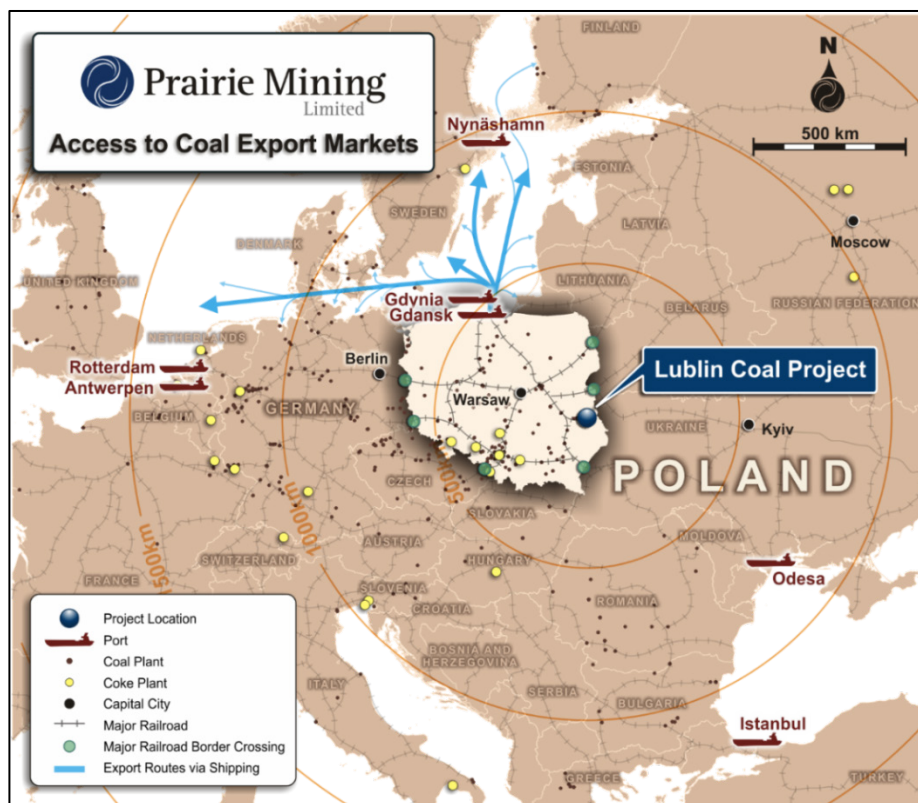 Prairie Mining
Limited
Access to Coal Export Markets
N
500 km
FINLAND
Nynäshamn
ESTONIA
SWEDEN
LATVIA
Moscow
DENMARK
LITHUANIA
UNITED KINGDOM
BELARUS
RUSSIAN FEDERATION
Gdynia
Gdansk
NETHERLANDS
Berlin
Rotterdam
Antwerpen
Lublin Coal Project
Warsaw
BELGIUM
GERMANY
UKRAINE
Kyiv
POLAND
CZECH
500km
1000km
1500km
SLOVAKIA
MOLDOVA
AUSTRIA
SWITZERLAND
HUNGARY
FRANCE
Odesa
SLOVENIA
CROATIA
ROMANIA
BOSNIA AND
HERZEGOVINA
ITALY
SERBIA
BULGARIA
Istanbul
GREECE
TURKEY
Project Location
Port
Coal Plant
Coke Plant
Capital City
Major Railroad
Major Railroad Border Crossing
Export Routes via Shipping